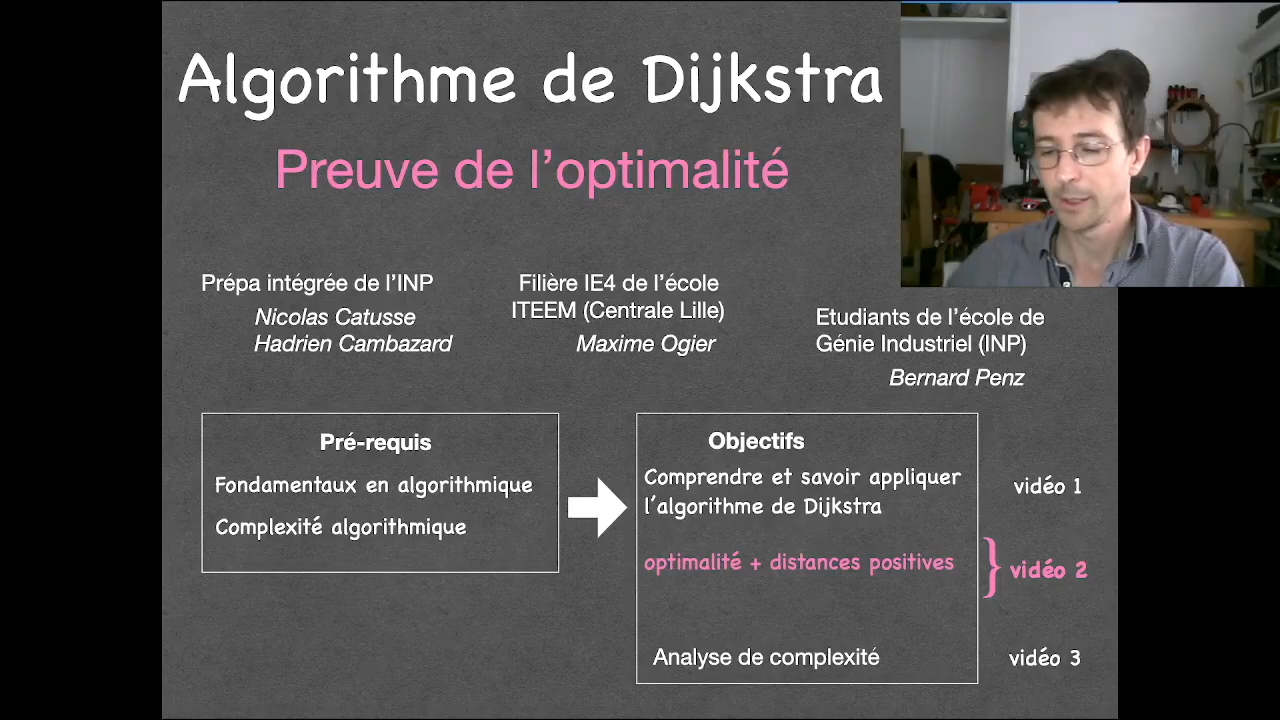 Algorithme de Dijkstra
Preuve de l'optimalité
Prépa intégrée de l'INP
Nicolas Catusse
Hadrien Cambazard
Filière IE4 de l'école
ITEEM (Centrale Lille)
Maxime Ogier
Etudiants de l'école de
Génie Industriel (INP)
Bernard Penz
Pré-requis
Fondamentaux en algorithmique
Complexité algorithmique
Objectifs
Comprendre et savoir appliquer
l'algorithme de Dijkstra
vidéo 1
optimalité + distances positives
vidéo 2
Analyse de complexité
vidéo 3